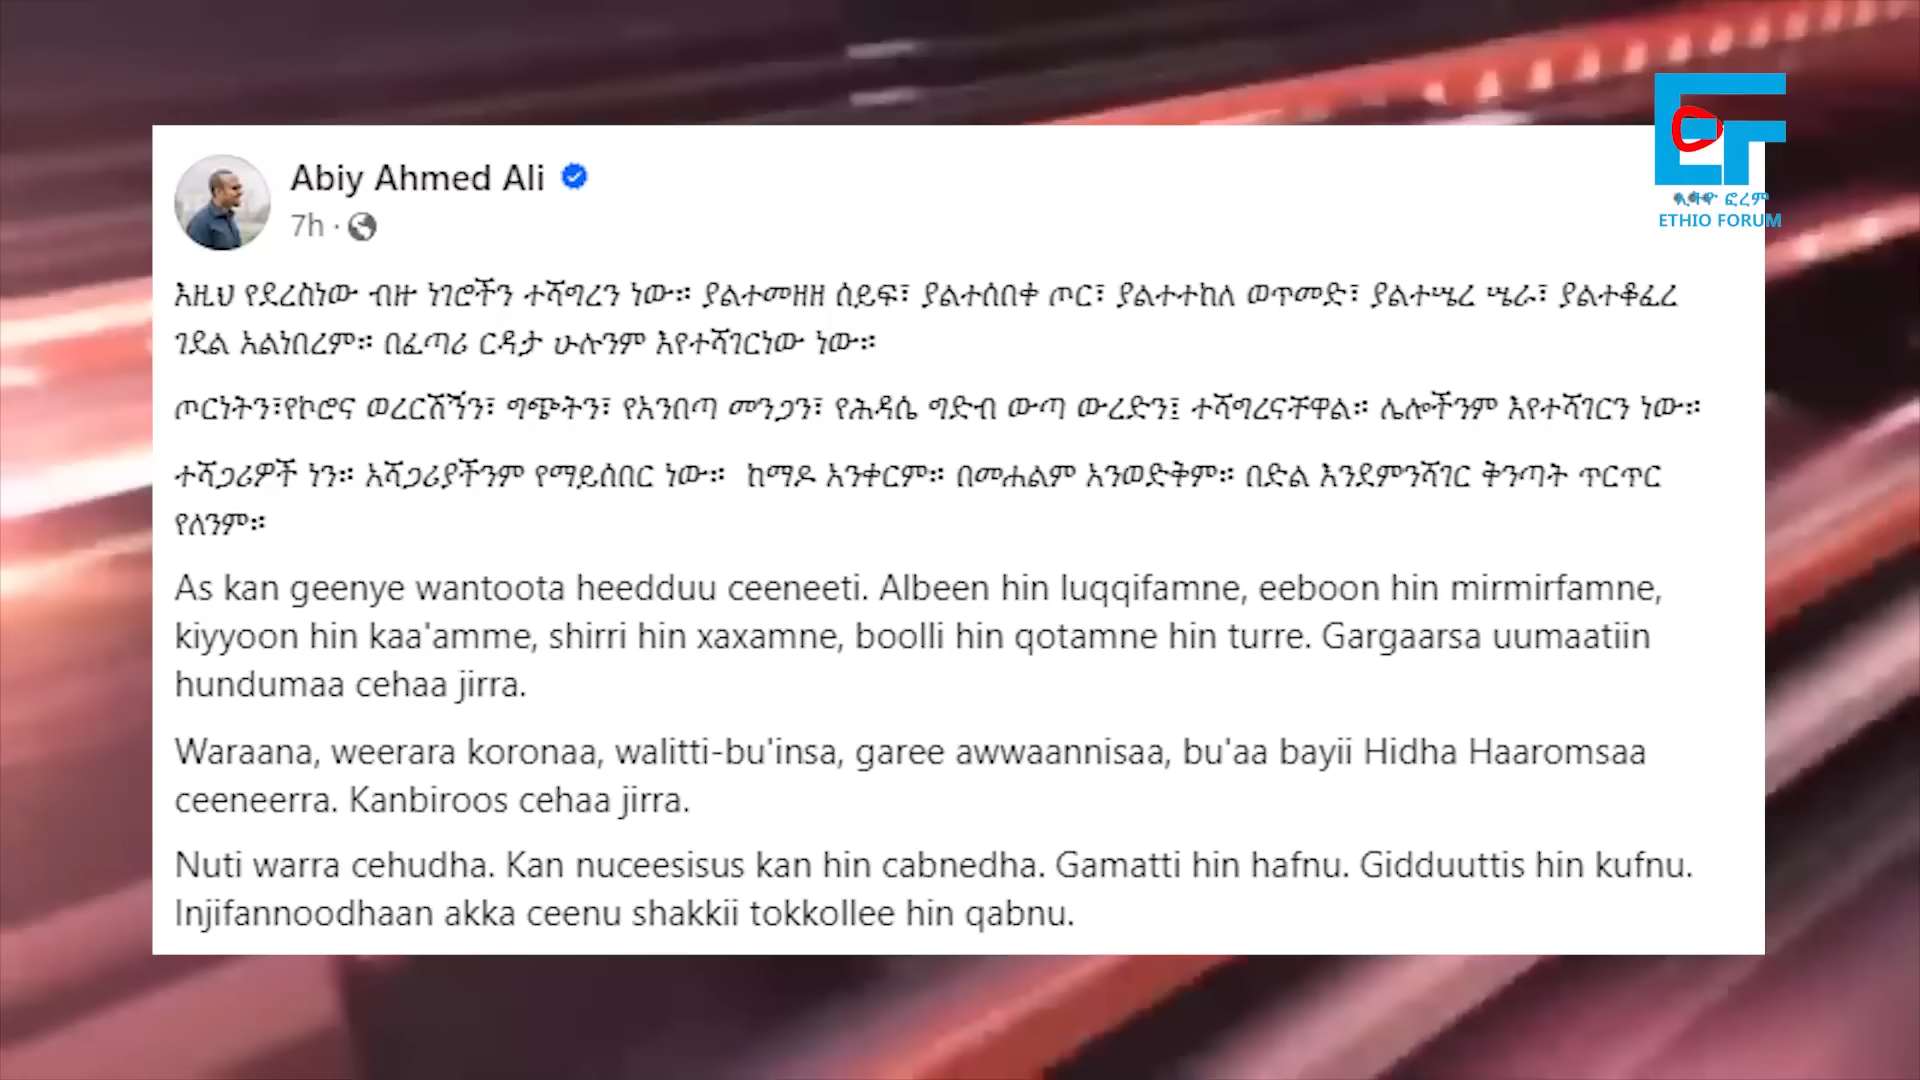 Abiy Ahmed Ali
7h ·
እዚህ የደረስነው ብዙ ነገሮችን ተሻግረን ነው። ያልተመዘዘ ሰይፍ፣ ያልተሰበቀ ጦር፣ ያልተተከለ ወጥመድ፣ ያልተሤረ ሤራ፣ ያልተቆፈረ
ገደል አልነበረም። በፈጣሪ ርዳታ ሁሉንም እየተሻገርነው ነው።
ጦርነትን፣የኮሮና ወረርሽኝን፣ ግጭትን፣ የአንበጣ መንጋን፣ የሕዳሴ ግድብ ውጣ ውረድን፤ ተሻግረናቸዋል። ሌሎችንም እየተሻገርን ነው።
ተሻጋሪዎች ነን። አሻጋሪያችንም የማይሰበር ነው። ከማዶ አንቀርም። በመሐልም አንወድቅም። በድል እንደምንሻገር ቅንጣት ጥርጥር
የለንም።
As kan geenye wantoota heedduu ceeneeti. Albeen hin luqqifamne, eeboon hin mirmirfamne,
kiyyoon hin kaa'amme, shirri hin xaxamne, boolli hin qotamne hin turre. Gargaarsa uumaatiin
hundumaa cehaa jirra.
Waraana, weerara koronaa, walitti-bu'insa, garee awwaannisaa, bu'aa bayii Hidha Haaromsaa
ceeneerra. Kanbiroos cehaa jirra.
Nuti warra cehudha. Kan nuceesisus kan hin cabnedha. Gamatti hin hafnu. Gidduuttis hin kufnu.
Injifannoodhaan akka ceenu shakkii tokkollee hin qabnu.
EF
ኢትዮ ፎረም
ETHIO FORUM